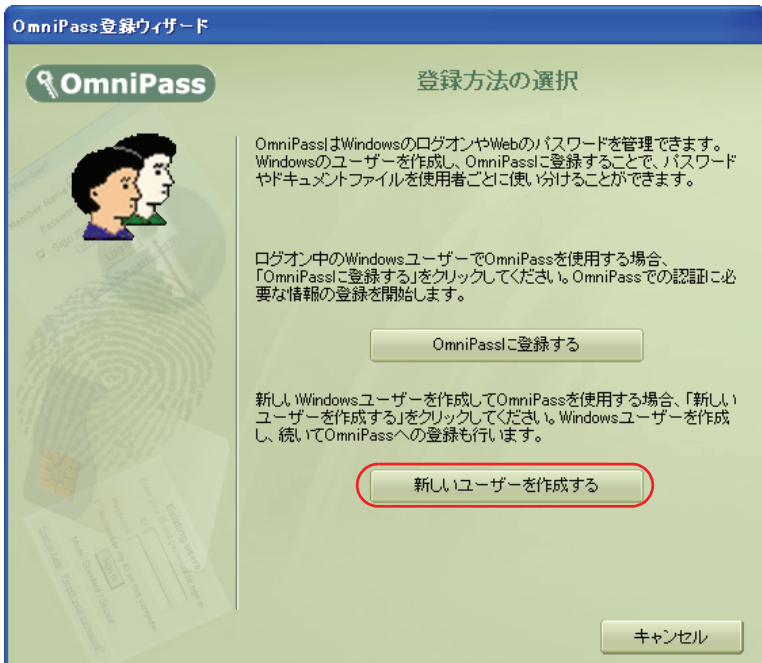 OmniPass登録ウィザード
OmniPass
登録方法の選択
OmniPassはWindowsのログオンやWebのパスワードを管理できます。
Windowsのユーザーを作成し、OmniPassに登録することで、パスワード
やドキュメントファイルを使用者ごとに使い分けることができます。
ログオン中のWindowsユーザーでOmniPassを使用する場合、
「OmniPassに登録する」をクリックしてください。OmniPassでの認証に必
要な情報の登録を開始します。
OmniPassに登録する
新しいWindowsユーザーを作成してOmniPassを使用する場合、「新しい
ユーザーを作成する」をクリックしてください。Windowsユーザーを作成
し、続いてOmniPassへの登録も行います。
新しいユーザーを作成する
Existing users
キャンセル